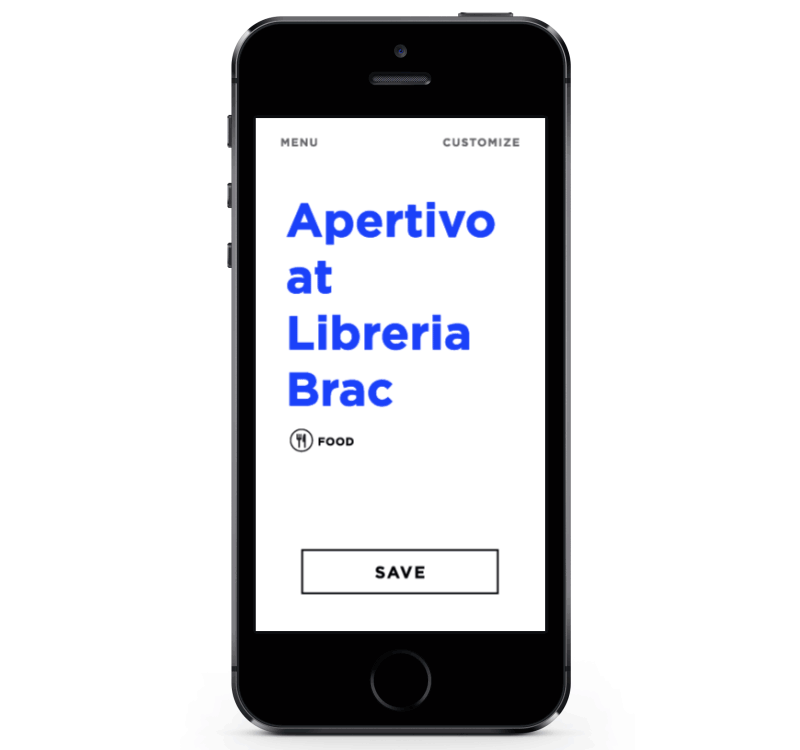 MENU CUSTOMIZE
Apertivo
at
Libreria
Brac
FOOD
SAVE